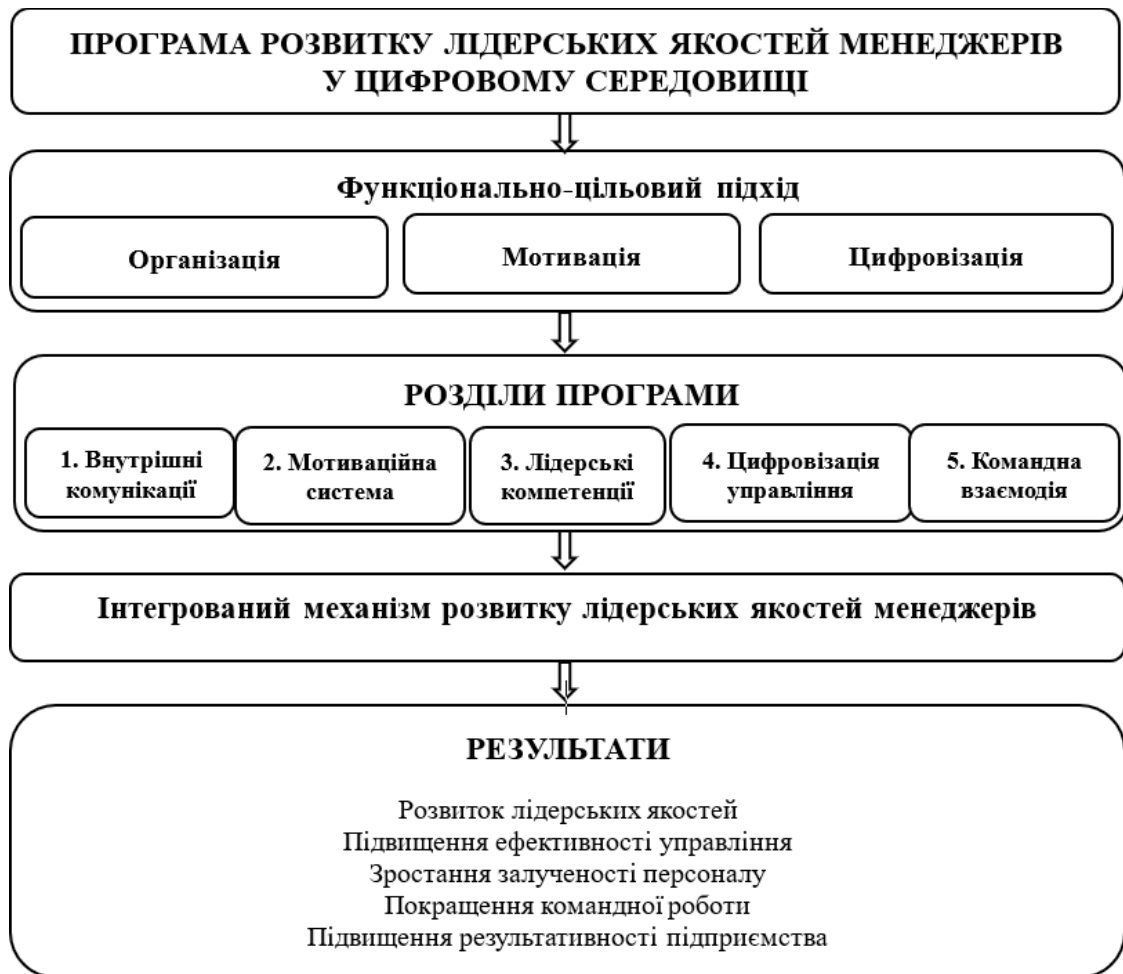 ПРОГРАМА РОЗВИТКУ ЛІДЕРСЬКИХ ЯКОСТЕЙ МЕНЕДЖЕРІВ
У ЦИФРОВОМУ СЕРЕДОВИЩІ
Функціонально-цільовий підхід
Організація
Мотивація
Цифровізація
РОЗДІЛИ ПРОГРАМИ
1. Внутрішні
комунікації
2. Мотиваційна
система
3. Лідерські
компетенції
4. Цифровізація
управління
5. Командна
взаємодія
Інтегрований механізм розвитку лідерських якостей менеджерів
РЕЗУЛЬТАТИ
Розвиток лідерських якостей
Підвищення ефективності управління
Зростання залученості персоналу
Покращення командної роботи
Підвищення результативності підприємства